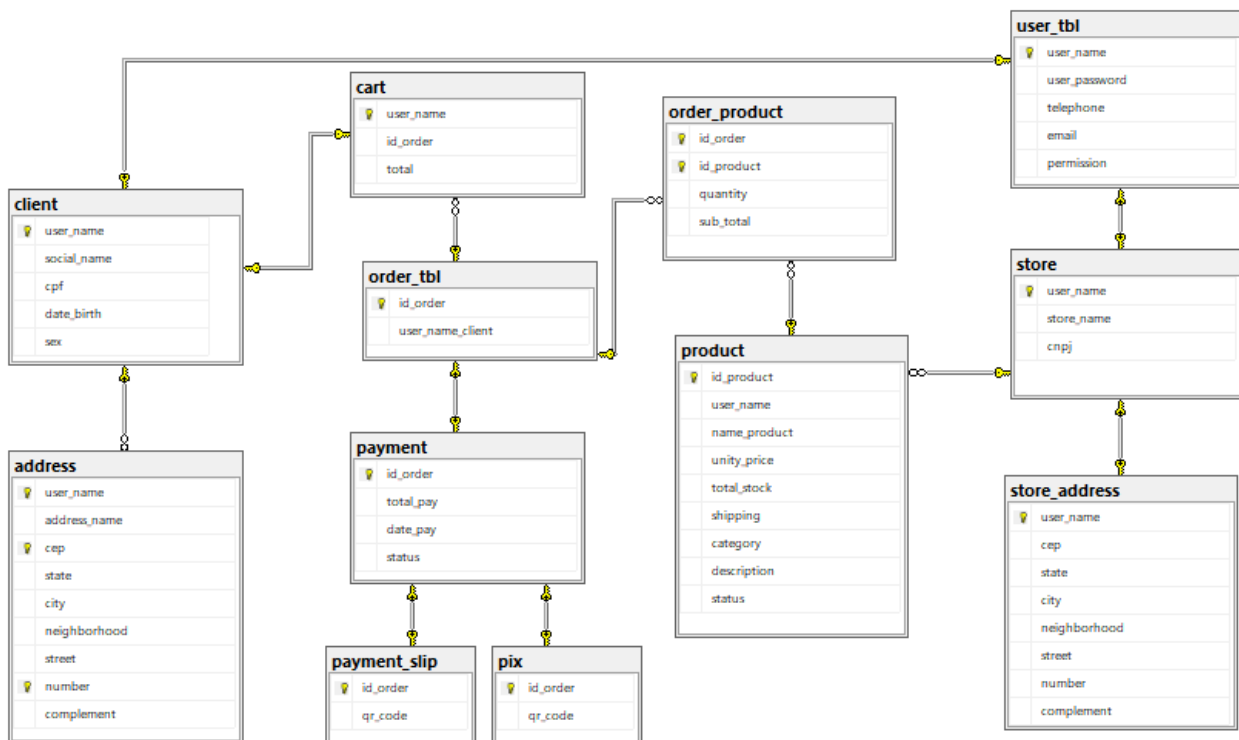 user_tbl
user_name
user_password
telephone
email
permission
cart
user_name
id_order
total
order_product
id_order
id_product
quantity
sub_total
client
user_name
social_name
cpf
date_birth
sex
order_tbl
id_order
user_name_client
store
user_name
store_name
cnpj
product
id_product
user_name
name_product
unity_price
total_stock
shipping
category
description
status
payment
id_order
total_pay
date_pay
status
address
user_name
address_name
cep
state
city
neighborhood
street
number
complement
store_address
user_name
cep
state
city
neighborhood
street
number
complement
payment_slip
id_order
qr_code
pix
id_order
qr_code